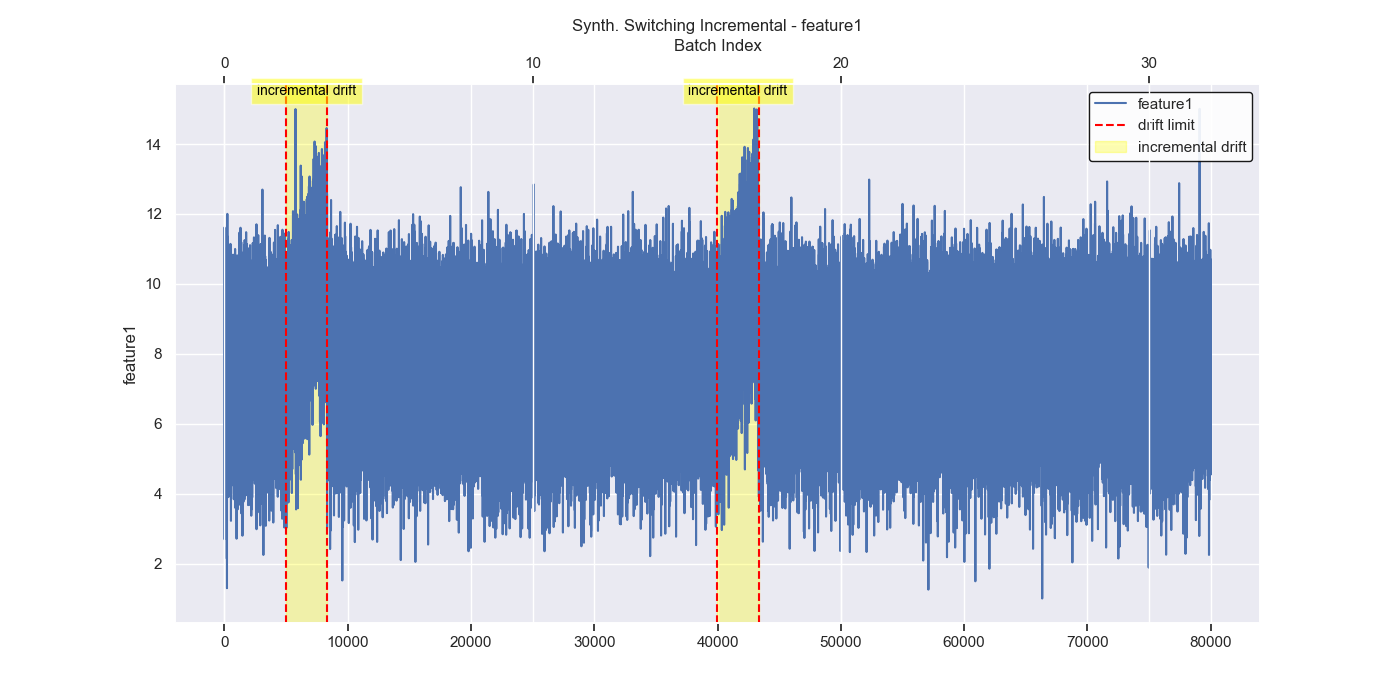 Synth. Switching Incremental - feature1
Batch Index
0 10 20 30
incremental drift incremental drift
feature1
drift limit
incremental drift
14
12
10
8
6
4
2
feature1
0 10000 20000 30000 40000 50000 60000 70000 80000